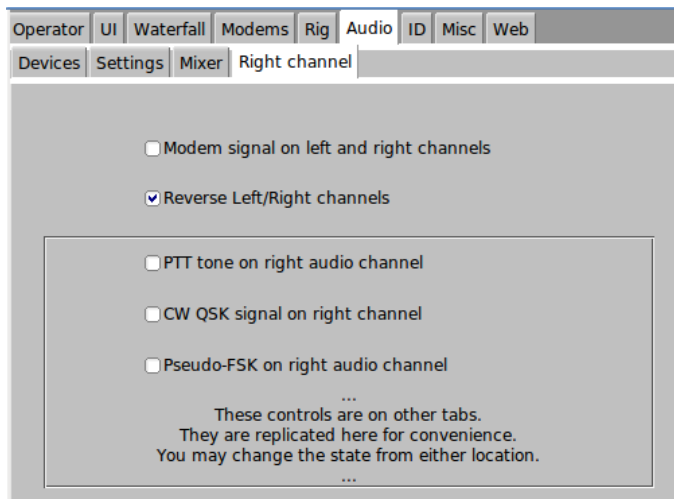 Operator UI Waterfall Modems Rig Audio ID Misc Web
Devices Settings Mixer Right channel
Modem signal on left and right channels
Reverse Left/Right channels
PTT tone on right audio channel
CW QSK signal on right channel
Pseudo-FSK on right audio channel
...
These controls are on other tabs.
They are replicated here for convenience.
You may change the state from either location.
...